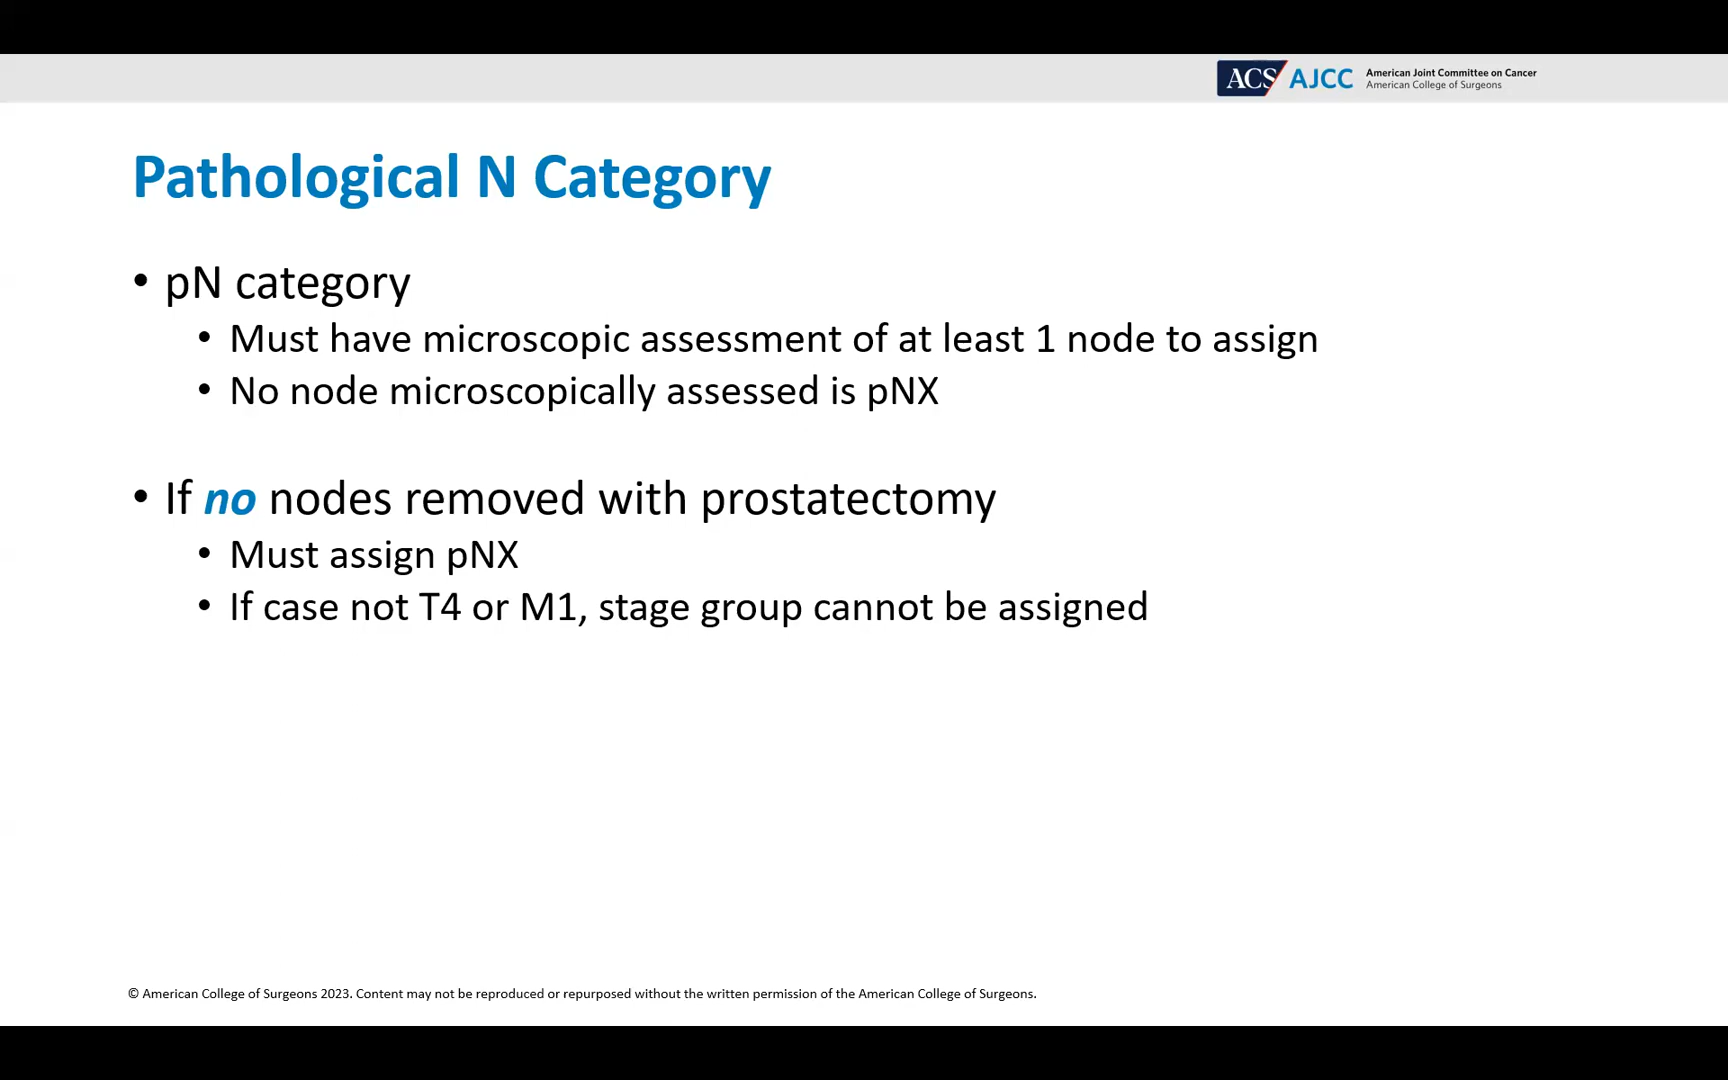 ACS AJCC American Joint Committee on Cancer
American College of Surgeons
Pathological N Category
• pN category
• Must have microscopic assessment of at least 1 node to assign
• No node microscopically assessed is pNX
• If no nodes removed with prostatectomy
• Must assign pNX
• If case not T4 or M1, stage group cannot be assigned
© American College of Surgeons 2023. Content may not be reproduced or repurposed without the written permission of the American College of Surgeons.